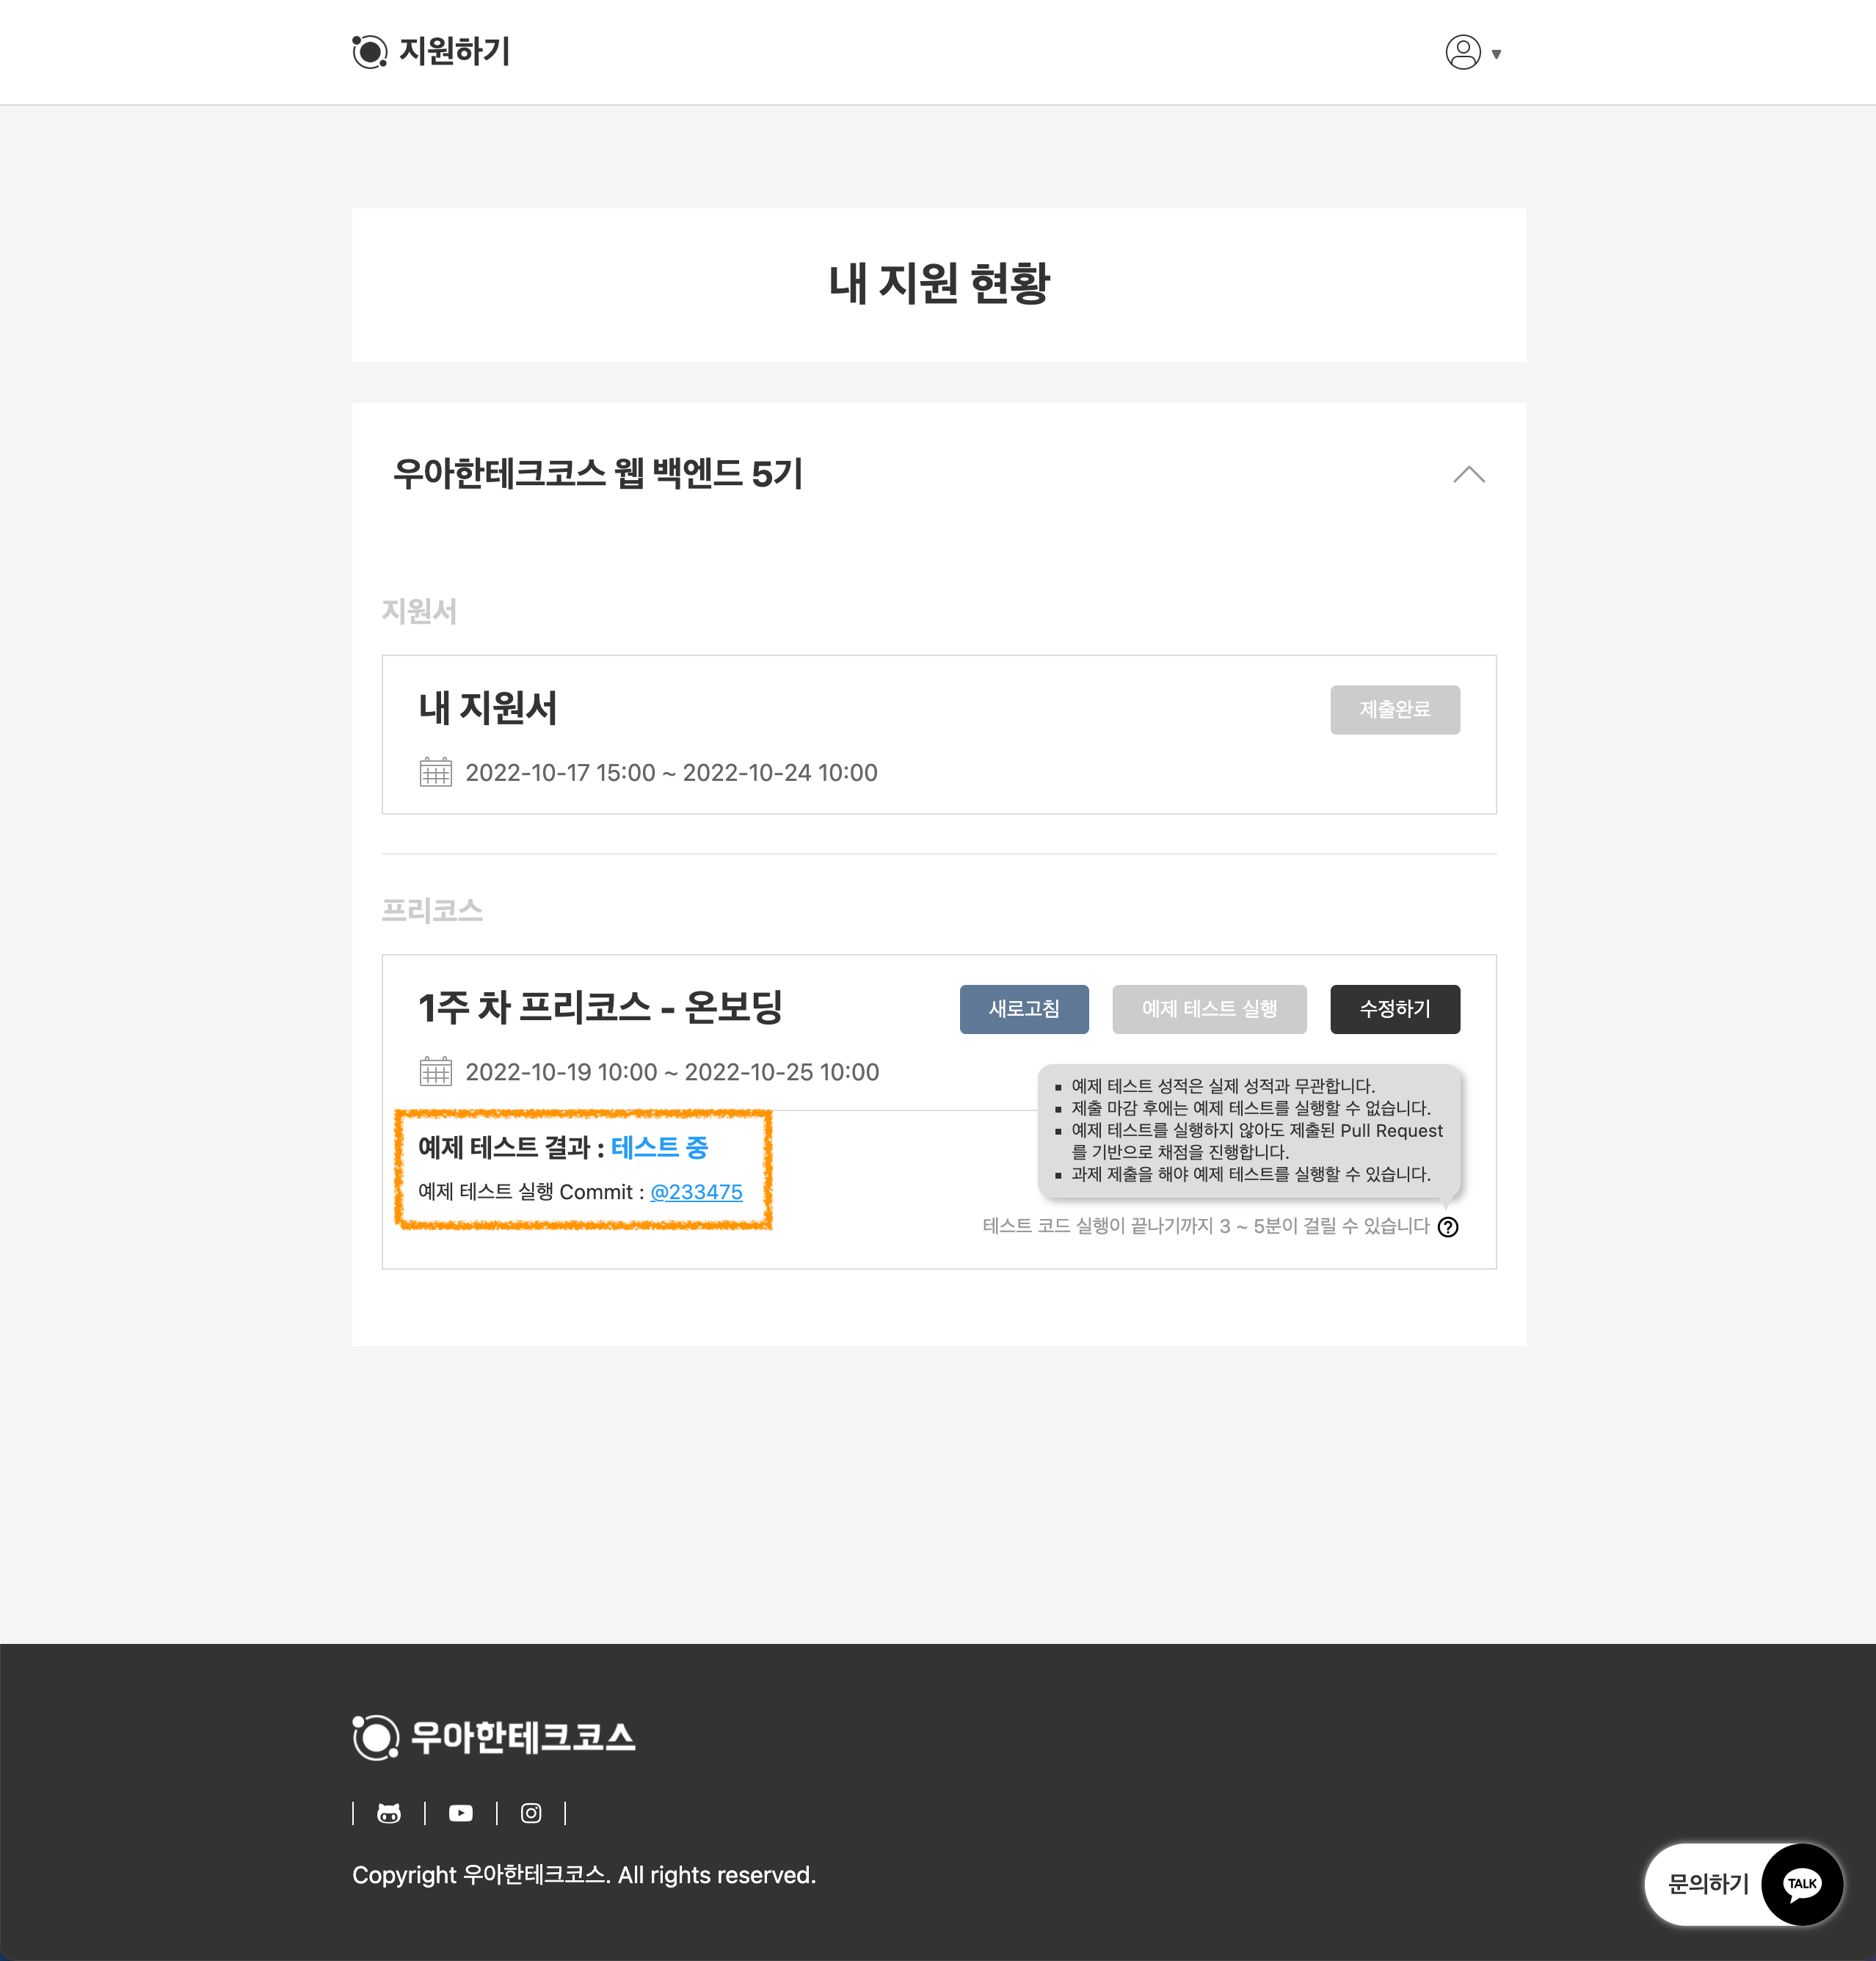 지원하기
내 지원 현황
우아한테크코스 웹 백엔드 5기
지원서
내 지원서
제출완료
2022-10-17 15:00 ~ 2022-10-24 10:00
프리코스
1주 차 프리코스 - 온보딩
새로고침
예제 테스트 실행
수정하기
2022-10-19 10:00 ~ 2022-10-25 10:00
▪ 예제 테스트 성적은 실제 성적과 무관합니다.
▪ 제출 마감 후에는 예제 테스트를 실행할 수 없습니다.
▪ 예제 테스트를 실행하지 않아도 제출된 Pull Request
를 기반으로 채점을 진행합니다.
▪ 과제 제출을 해야 예제 테스트를 실행할 수 있습니다.
예제 테스트 결과 : 테스트 중
예제 테스트 실행 Commit : @233475
테스트 코드 실행이 끝나기까지 3 ~ 5분이 걸릴 수 있습니다
우아한테크코스
Copyright 우아한테크코스. All rights reserved.
문의하기
TALK